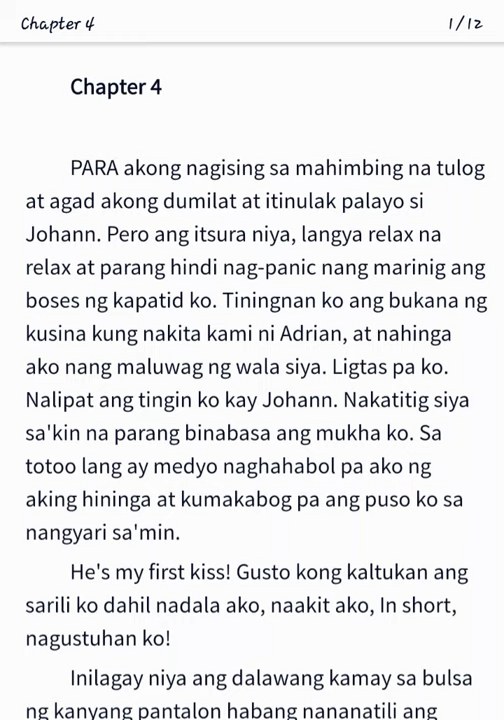 Chapter 4
1/12
Chapter 4
PARA akong nagising sa mahimbing na tulog
at agad akong dumilat at itinulak palayo si
Johann. Pero ang itsura niya, langya relax na
relax at parang hindi nag-panic nang marinig ang
boses ng kapatid ko. Tiningnan ko ang bukana ng
kusina kung nakita kami ni Adrian, at nahinga
ako nang maluwag ng wala siya. Ligtas pa ko.
Nalipat ang tingin ko kay Johann. Nakatitig siya
sa'kin na parang binabasa ang mukha ko. Sa
totoo lang ay medyo naghahabol pa ako ng
aking hininga at kumakabog pa ang puso ko sa
nangyari sa'min.
He's my first kiss! Gusto kong kaltukan ang
sarili ko dahil nadala ako, naakit ako, In short,
nagustuhan ko!
Inilagay niya ang dalawang kamay sa bulsa
ng kanyang pantalon habang nananatili ang